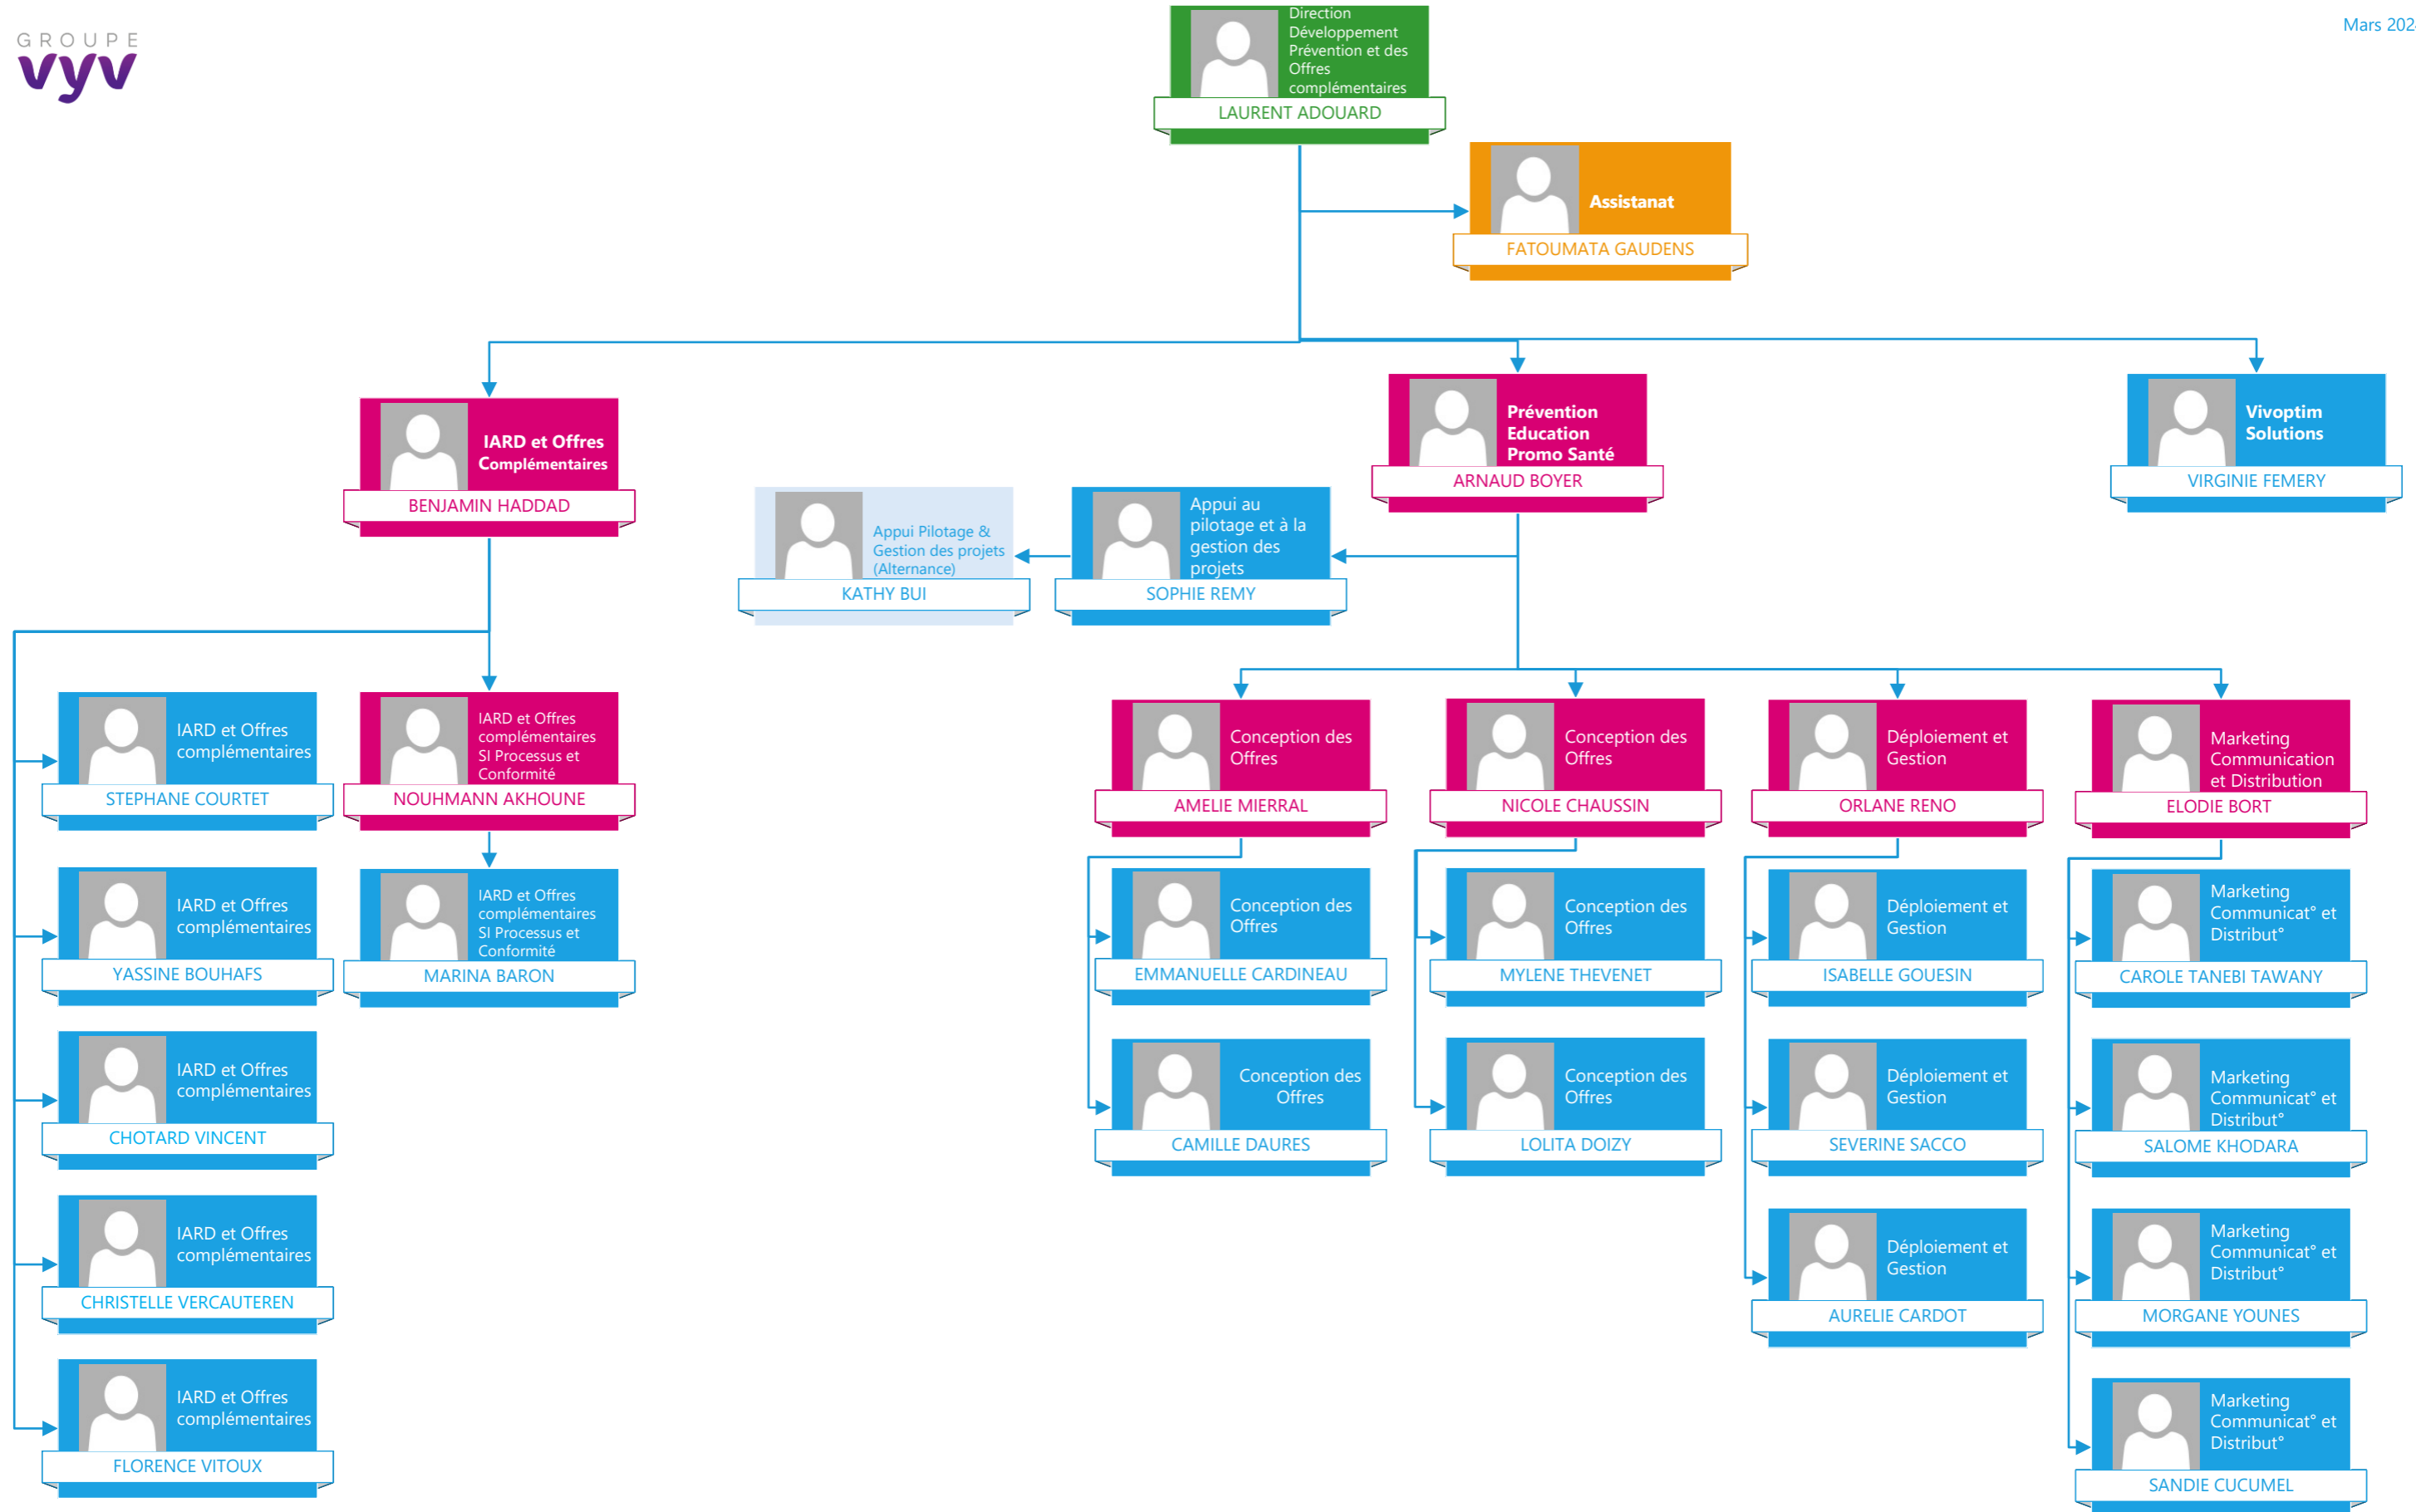 GROUPE
vyv
Mars 202
Direction
Développement
Prévention et des
Offres
complémentaires
LAURENT ADOUARD
Assistanat
FATOUMATA GAUDENS
IARD et Offres
Complémentaires
BENJAMIN HADDAD
Prévention
Education
Promo Santé
ARNAUD BOYER
Vivoptim
Solutions
VIRGINIE FEMERY
Appui Pilotage &
Gestion des projets
(Alternance)
KATHY BUI
Appui au
pilotage et à la
gestion des
projets
SOPHIE REMY
IARD et Offres
complémentaires
STEPHANE COURTET
IARD et Offres
complémentaires
SI Processus et
Conformité
NOUHMANN AKHOUNE
Conception des
Offres
AMELIE MIERRAL
Conception des
Offres
NICOLE CHAUSSIN
Déploiement et
Gestion
ORLANE RENO
Marketing
Communication
et Distribution
ELODIE BORT
IARD et Offres
complémentaires
YASSINE BOUHAFS
IARD et Offres
complémentaires
SI Processus et
Conformité
MARINA BARON
Conception des
Offres
EMMANUELLE CARDINEAU
Conception des
Offres
MYLENE THEVENET
Déploiement et
Gestion
ISABELLE GOUESIN
Marketing
Communicat° et
Distribut°
CAROLE TANEBI TAWANY
IARD et Offres
complémentaires
CHOTARD VINCENT
Conception des
Offres
CAMILLE DAURES
Conception des
Offres
LOLITA DOIZY
Déploiement et
Gestion
SEVERINE SACCO
Marketing
Communicat° et
Distribut°
SALOME KHODARA
IARD et Offres
complémentaires
CHRISTELLE VERCAUTEREN
Déploiement et
Gestion
AURELIE CARDOT
Marketing
Communicat° et
Distribut°
MORGANE YOUNES
IARD et Offres
complémentaires
FLORENCE VITOUX
Marketing
Communicat° et
Distribut°
SANDIE CUCUMEL